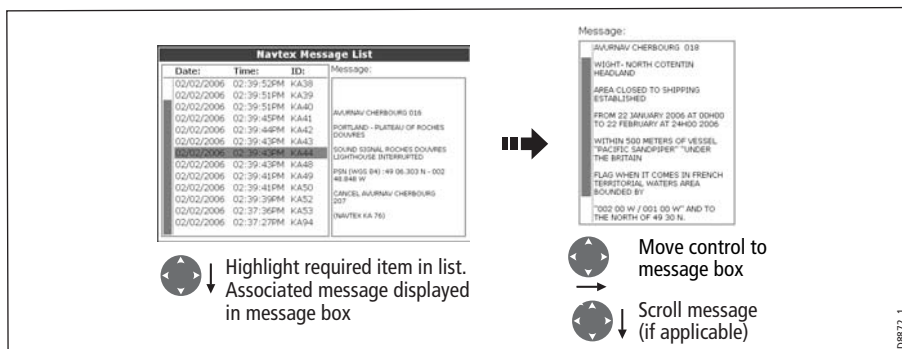 Navtex Message List
Date: Time: ID: Message:
02/02/2006 02:39:52PM KA38
02/02/2006 02:39:51PM KA39
02/02/2006 02:39:51PM KA40
02/02/2006 02:39:45PM KA41
02/02/2006 02:39:44PM KA42
02/02/2006 02:39:43PM KA43
02/02/2006 02:39:43PM KA44
02/02/2006 02:39:43PM KA48
02/02/2006 02:39:41PM KA49
02/02/2006 02:39:41PM KA50
02/02/2006 02:39:39PM KA52
02/02/2006 02:37:36PM KA53
02/02/2006 02:37:27PM KA94
AVURNAV CHERBOURG 016
PORTLAND - PLATEAU OF ROCHES
DOUVRES
SOUND SIGNAL ROCHES DOUVRES
LIGHTHOUSE INTERRUPTED
PSN (WGS 84) :49 06.303 N - 002
48.848 W
CANCEL AVURNAV CHERBOURG
207
(NAVTEX KA 76)
Highlight required item in list.
Associated message displayed
in message box
Message:
AVURNAV CHERBOURG 018
WIGHT- NORTH COTENTIN
HEADLAND
AREA CLOSED TO SHIPPING
ESTABLISHED
FROM 22 JANUARY 2006 AT 00H00
TO 22 FEBRUARY AT 24H00 2006
WITHIN 500 METERS OF VESSEL
"PACIFIC SANDPIPER" "UNDER
THE BRITAIN
FLAG WHEN IT COMES IN FRENCH
TERRITORIAL WATERS AREA
BOUNDED BY
"002 00 W / 001 00 W" AND TO
THE NORTH OF 49 30 N.
Move control to
message box
Scroll message
(if applicable)
D8872_1